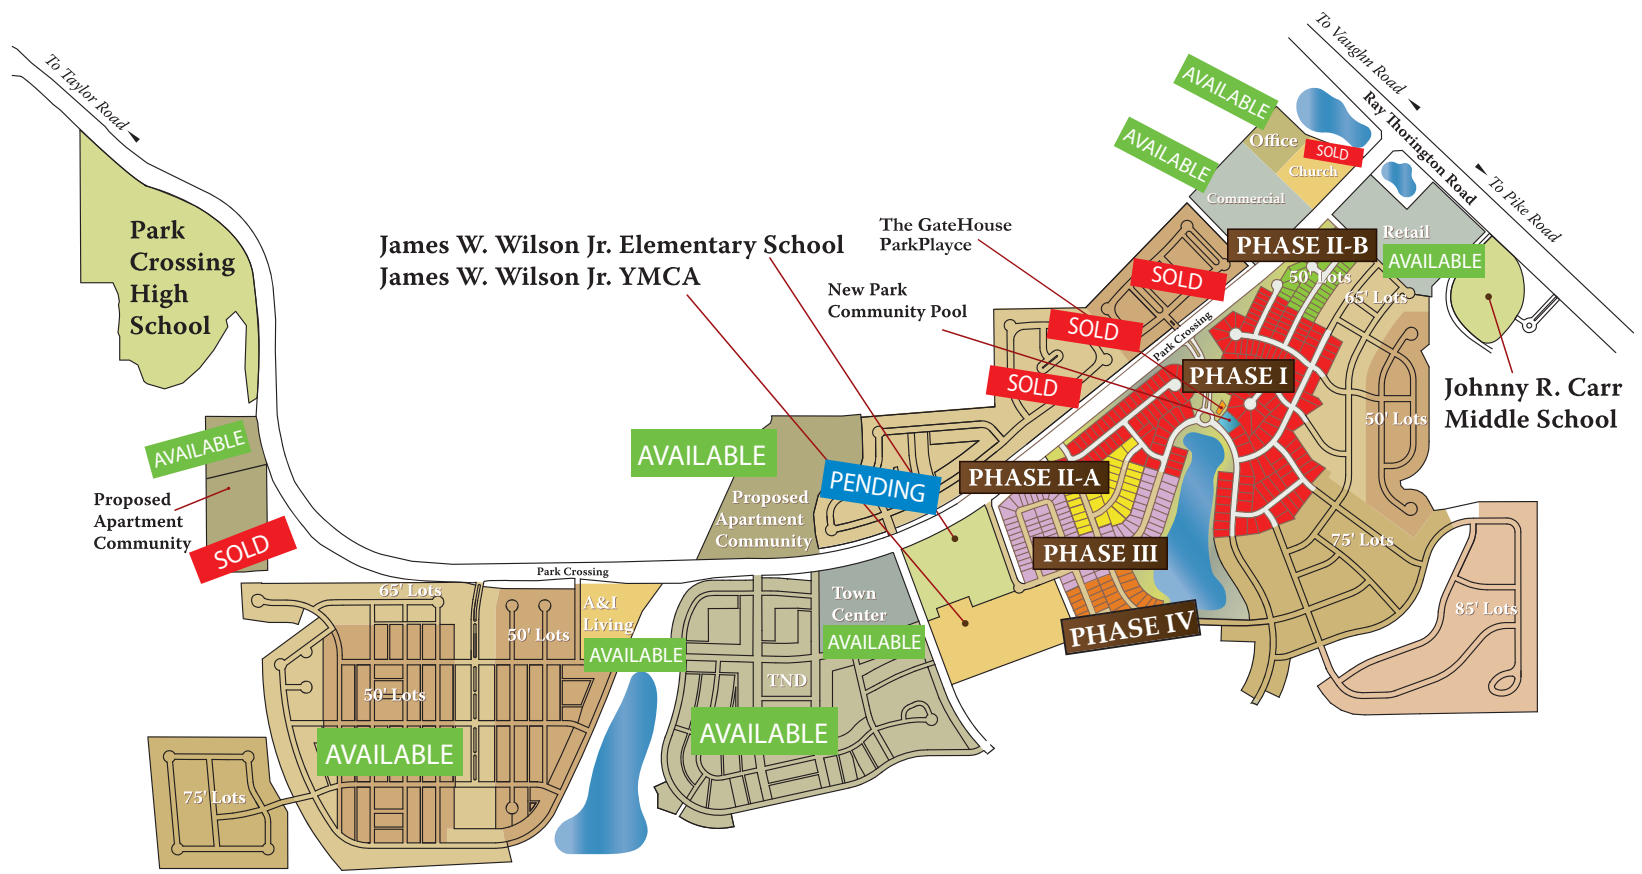 To Taylor Road
Park
Crossing
High
School
AVAILABLE
Proposed
Apartment
Community
SOLD
James W. Wilson Jr. Elementary School
James W. Wilson Jr. YMCA
The GateHouse
ParkPlayce
New Park
Community Pool
To Vaughn Road
Ray Thorington Road
To Pike Road
AVAILABLE
Office
SOLD
Church
AVAILABLE
Commercial
Retail
AVAILABLE
PHASE II-B
50' Lots
65' Lots
SOLD
SOLD
SOLD
Park Crossing
PHASE I
50' Lots
Johnny R. Carr
Middle School
AVAILABLE
Proposed
Apartment
Community
PENDING
PHASE II-A
PHASE III
PHASE IV
75' Lots
85' Lots
Park Crossing
65' Lots
50' Lots
A&I
Living
AVAILABLE
Town
Center
AVAILABLE
50' Lots
AVAILABLE
TND
AVAILABLE
75' Lots